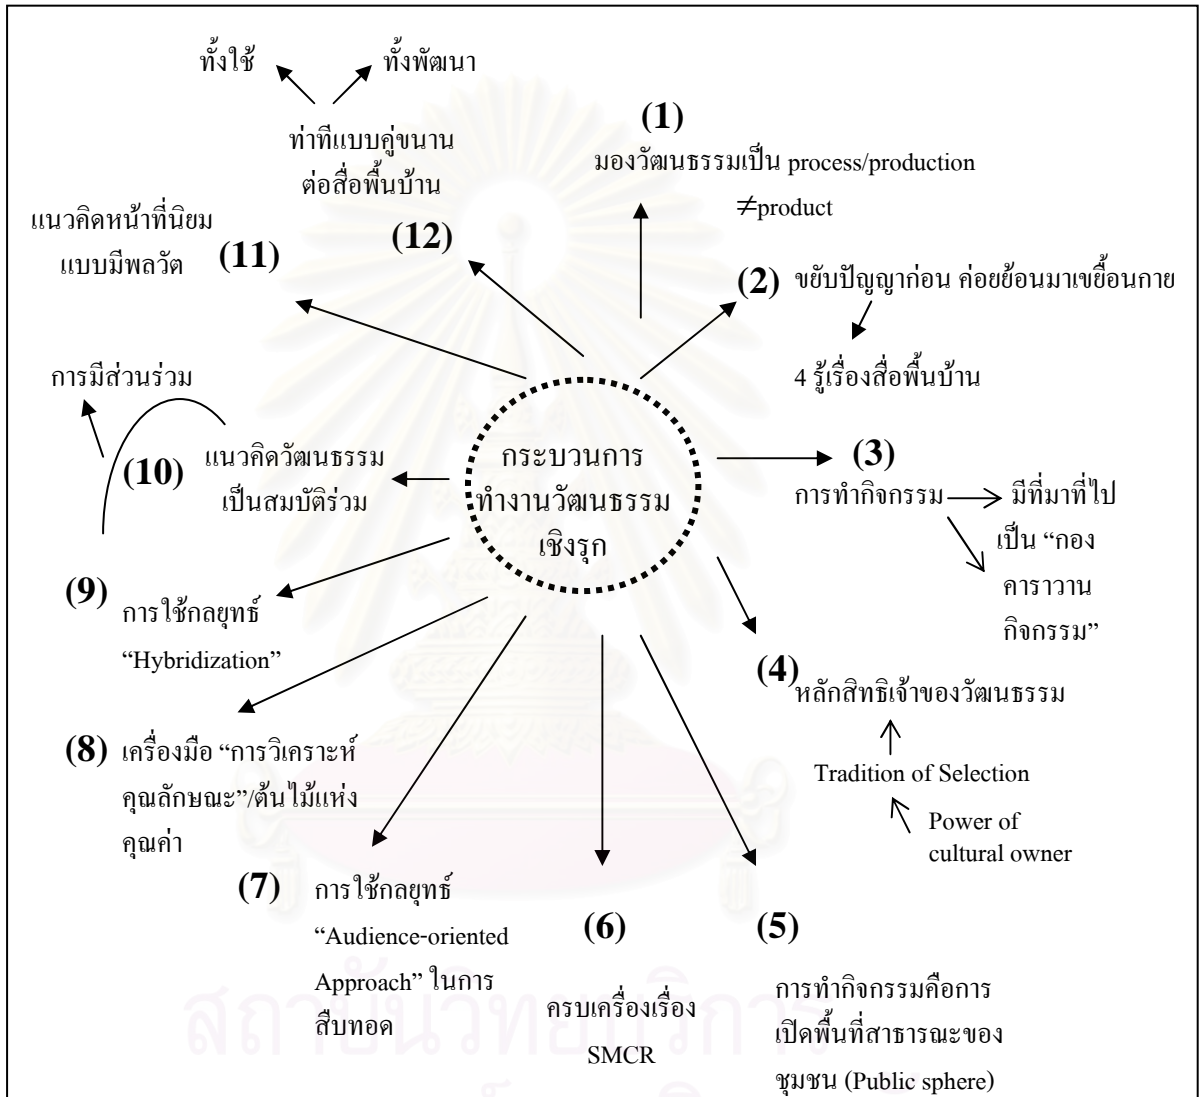 ทั้งใช้
ทั้งพัฒนา
ท่าทีแบบคู่ขนาน
ต่อสื่อพื้นบ้าน
(12)
(1)
มองวัฒนธรรมเป็น process/production
≠product
แนวคิดหน้าที่นิยม
แบบมีพลวัต
(11)
(2) ขยับปัญญาก่อน ค่อยย้อนมาเขยื้อนกาย
4 รู้เรื่องสื่อพื้นบ้าน
การมีส่วนร่วม
(10)
แนวคิดวัฒนธรรม
เป็นสมบัติร่วม
กระบวนการ
ทำงานวัฒนธรรม
เชิงรุก
(3)
การทำกิจกรรม
มีที่มาที่ไป
เป็น “กอง
คาราวาน
กิจกรรม”
(9)
การใช้กลยุทธ์
“Hybridization”
(4)
หลักสิทธิเจ้าของวัฒนธรรม
Tradition of Selection
Power of
cultural owner
(8) เครื่องมือ “การวิเคราะห์
คุณลักษณะ”/ต้นไม้แห่ง
คุณค่า
(7)
การใช้กลยุทธ์
“Audience-oriented
Approach” ในการ
สืบทอด
(6)
ครบเครื่องเรื่อง
SMCR
(5)
การทำกิจกรรมคือการ
เปิดพื้นที่สาธารณะของ
ชุมชน (Public sphere)
สถาบันวิทยบริการ